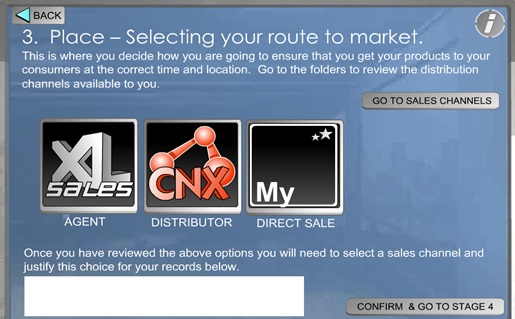 BACK
i
3. Place – Selecting your route to market.
This is where you decide how you are going to ensure that you get your products to your
consumers at the correct time and location. Go to the folders to review the distribution
channels available to you.
GO TO SALES CHANNELS
XL
sales
CNX
My
AGENT
DISTRIBUTOR
DIRECT SALE
Once you have reviewed the above options you will need to select a sales channel and
justify this choice for your records below.
CONFIRM & GO TO STAGE 4